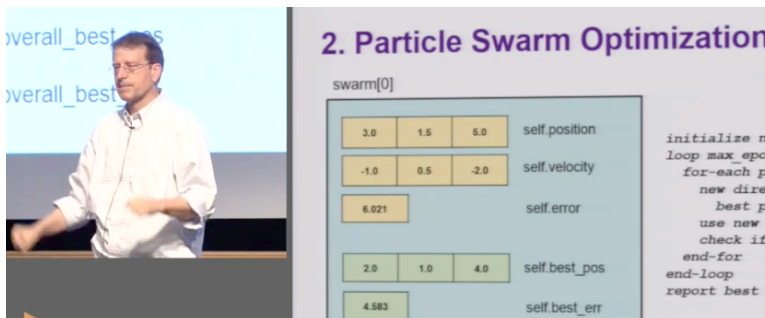 overall_best_pos
overall_best_
2. Particle Swarm Optimization
swarm[0]
3.0 1.5 5.0 self.position
-1.0 0.5 -2.0 self.velocity
6.021 self.error
2.0 1.0 4.0 self.best_pos
4.583 self.best_err
initialize n
loop max_epo
for-each p
new dire
best p
use new
check if
end-for
end-loop
report best